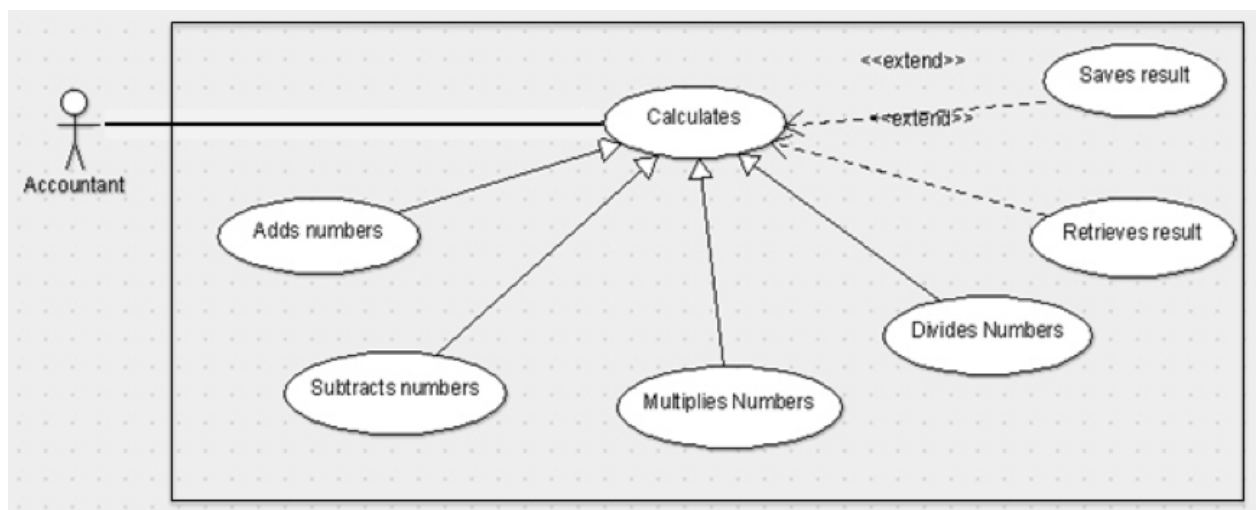 <<extend>>
Saves result
Calculates
<<extend>>
Accountant
Adds numbers
Retrieves result
Divides Numbers
Subtracts numbers
Multiplies Numbers